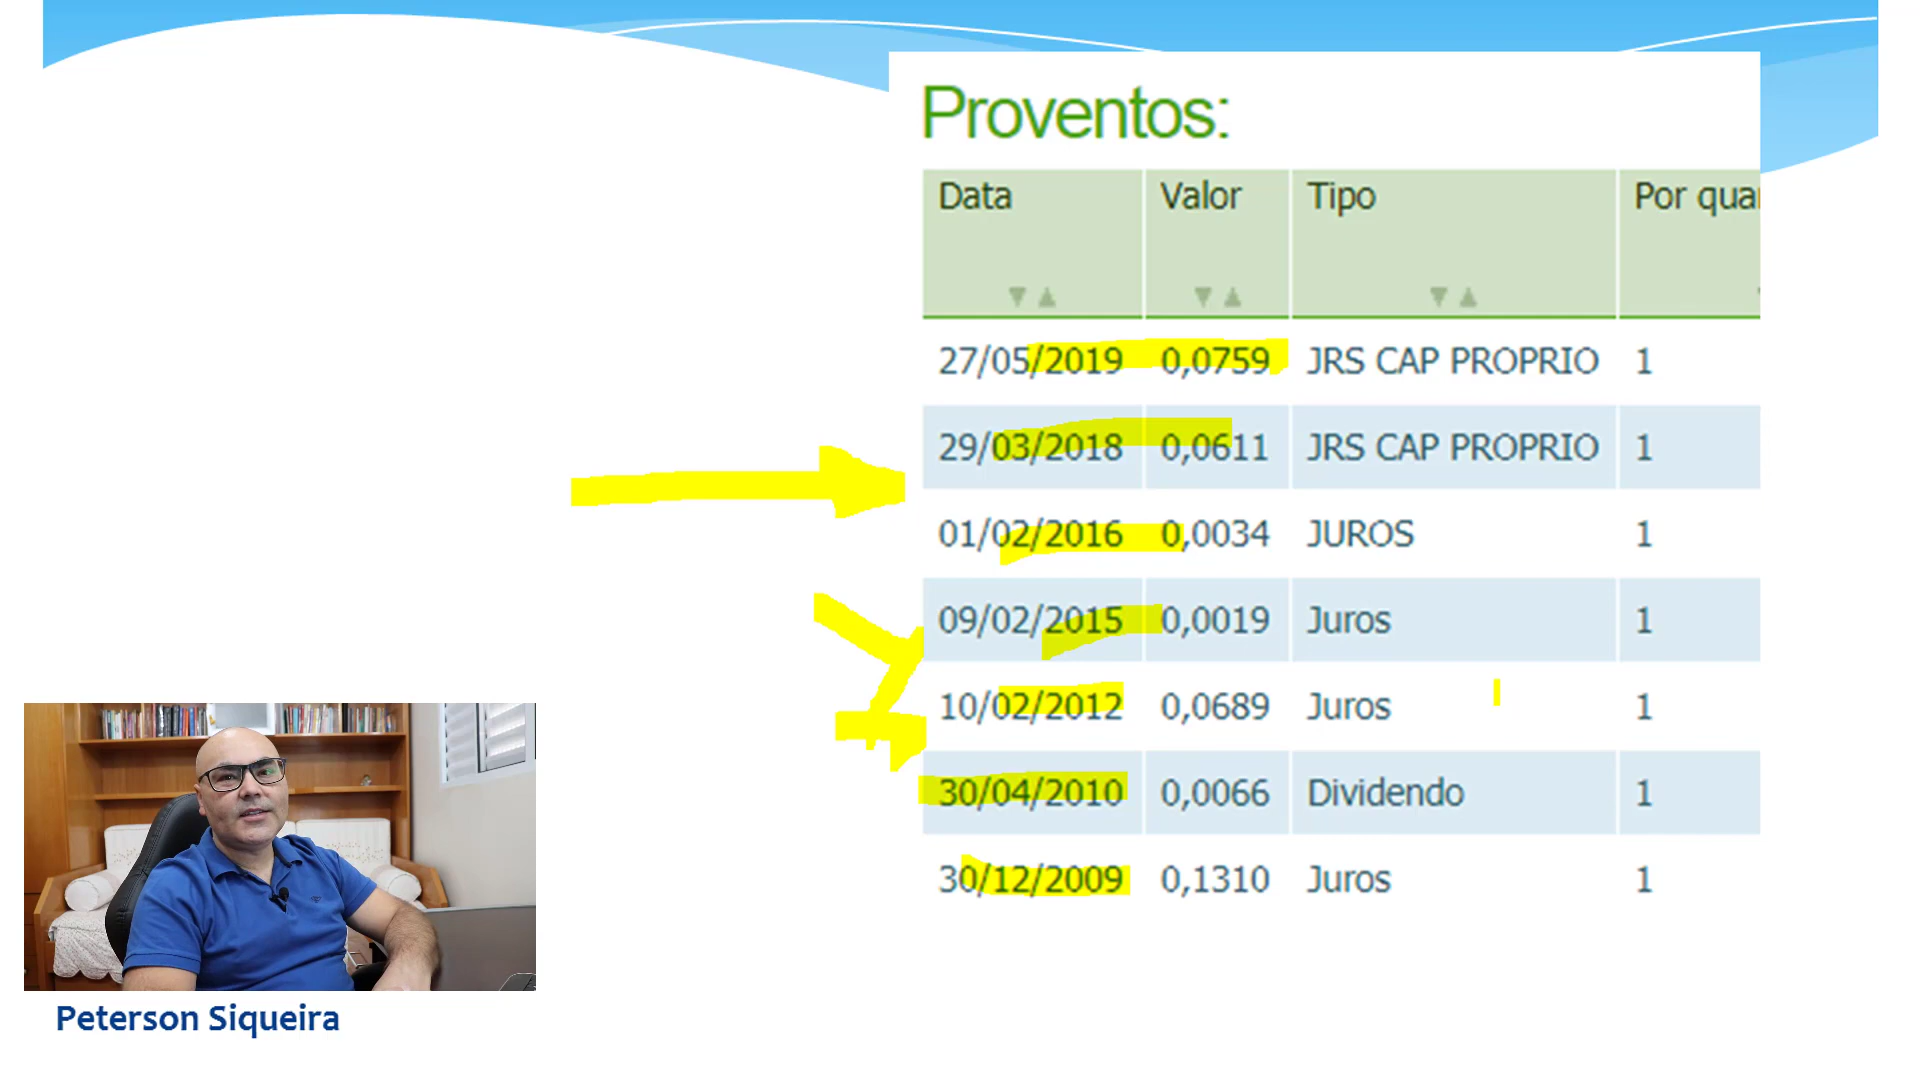 Proventos:
Data Valor Tipo Por quar
27/05/2019 0,0759 JRS CAP PROPRIO 1
29/03/2018 0,0611 JRS CAP PROPRIO 1
01/02/2016 0,0034 JUROS 1
09/02/2015 0,0019 Juros 1
10/02/2012 0,0689 Juros 1
30/04/2010 0,0066 Dividendo 1
30/12/2009 0,1310 Juros 1
Peterson Siqueira